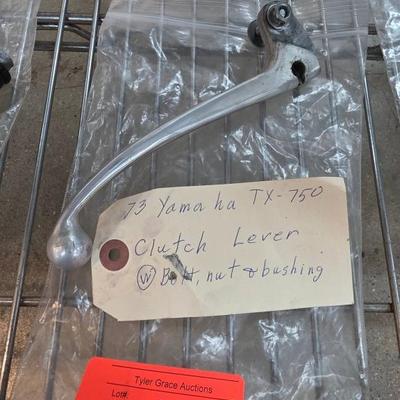 73 Yamaha TX-750
Clutch Lever
W Bolt, nut & bushing
Tyler Grace Auctions
Lot#: